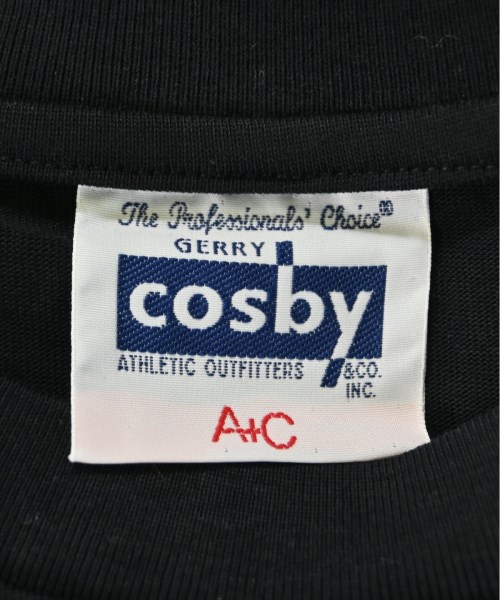 The Professionals' Choice®
GERRY
cosby
ATHLETIC OUTFITTERS &CO.
INC.
A+C